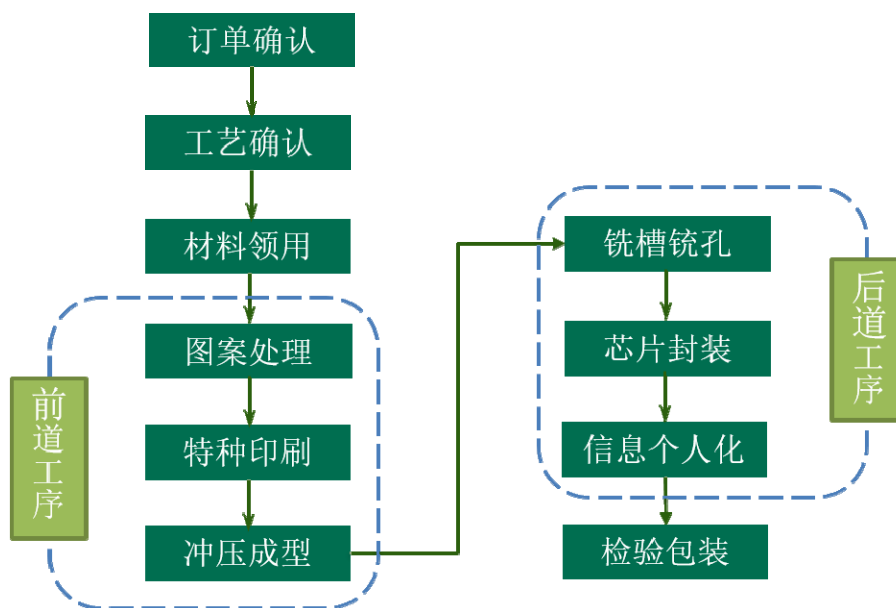 订单确认
工艺确认
材料领用
图案处理
特种印刷
冲压成型
前道工序
铣槽铳孔
芯片封装
信息个人化
检验包装
后道工序